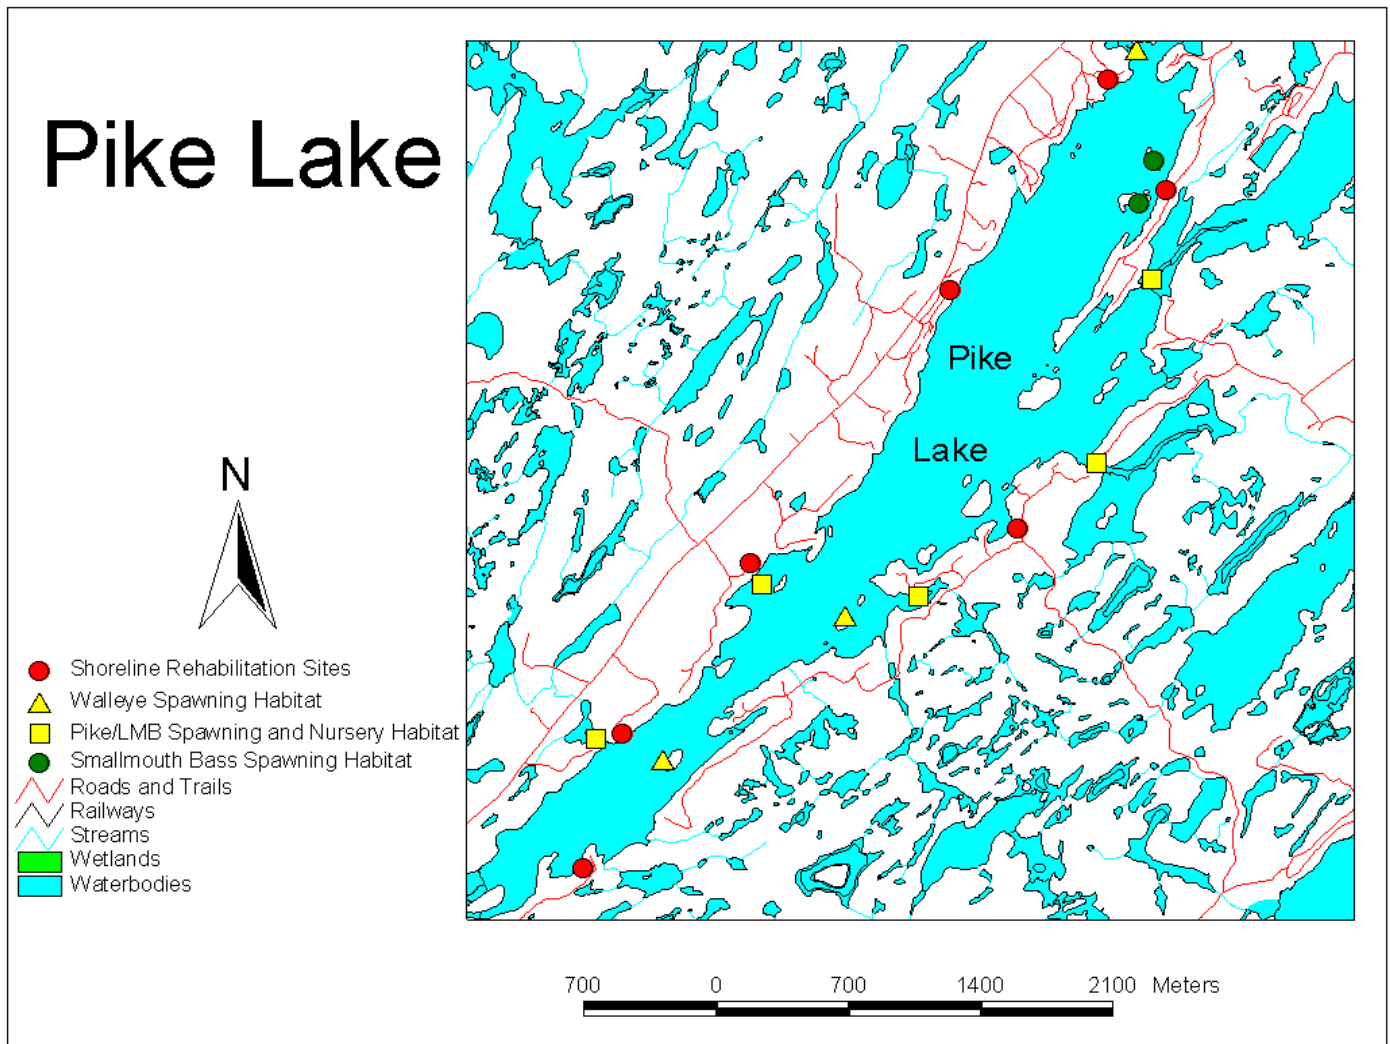 Pike Lake
Pike
Lake
N
Shoreline Rehabilitation Sites
Walleye Spawning Habitat
Pike/LMB Spawning and Nursery Habitat
Smallmouth Bass Spawning Habitat
Roads and Trails
Railways
Streams
Wetlands
Waterbodies
700 0 700 1400 2100 Meters